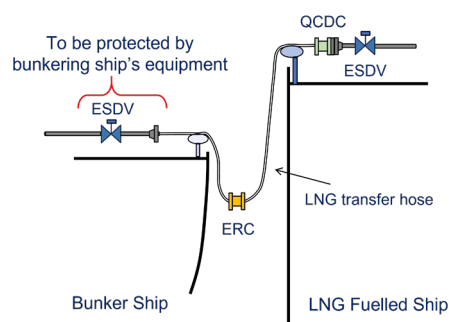 QCDC
To be protected by
bunkering ship's equipment
ESDV
ESDV
LNG transfer hose
ERC
Bunker Ship
LNG Fuelled Ship